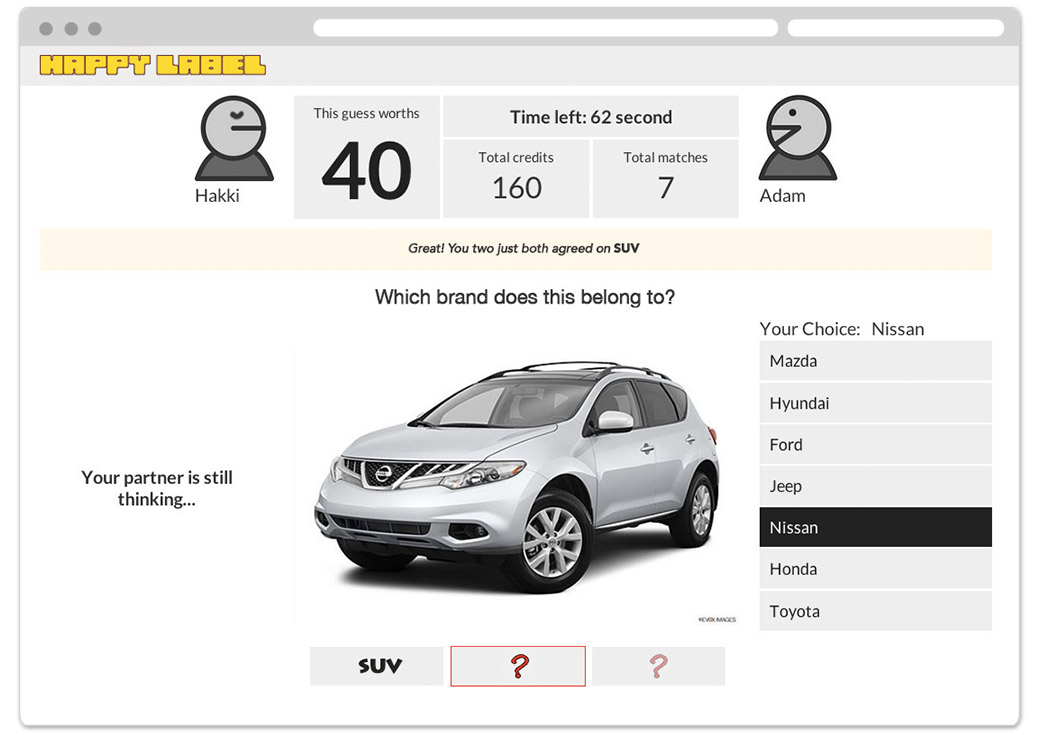 HAPPY LABEL
This guess worths
40
Time left: 62 second
Total credits
160
Total matches
7
Hakki
Adam
Great! You two just both agreed on SUV
Which brand does this belong to?
Your Choice: Nissan
Mazda
Hyundai
Ford
Jeep
Nissan
Honda
Toyota
Your partner is still
thinking...
©EVOX IMAGES
SUV
?
?